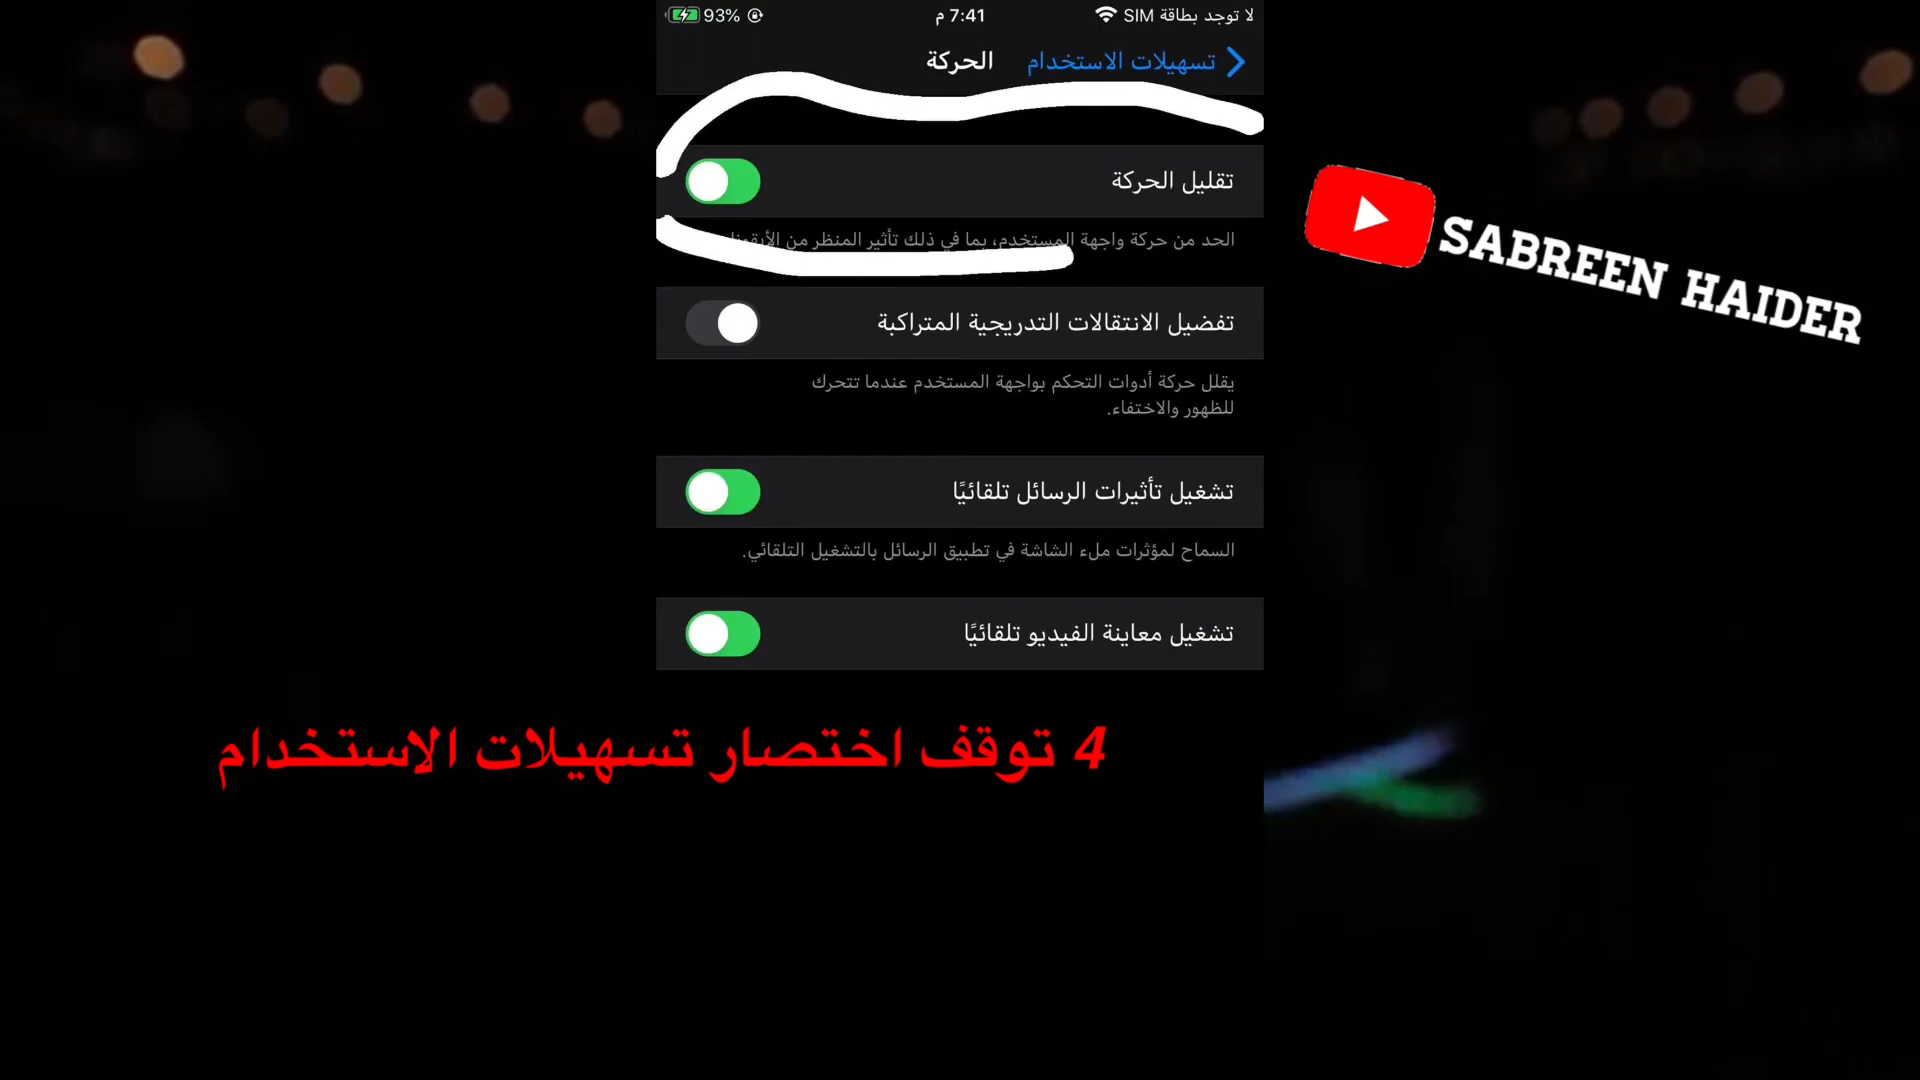 لا توجد بطاقة SIM
7:41 م
93%
تسهيلات الاستخدام
الحركة
تقليل الحركة
الحد من حركة واجهة المستخدم، بما في ذلك تأثير المنظر من
تفضيل الانتقالات التدريجية المتراكبة
يقلل حركة أدوات التحكم بواجهة المستخدم عندما تتحرك
للظهور والاختفاء.
تشغيل تأثيرات الرسائل تلقائيًا
السماح لمؤثرات ملء الشاشة في تطبيق الرسائل بالتشغيل التلقائي.
تشغيل معاينة الفيديو تلقائيًا
4 توقف اختصار تسهيلات الاستخدام
SABREEN HAIDER